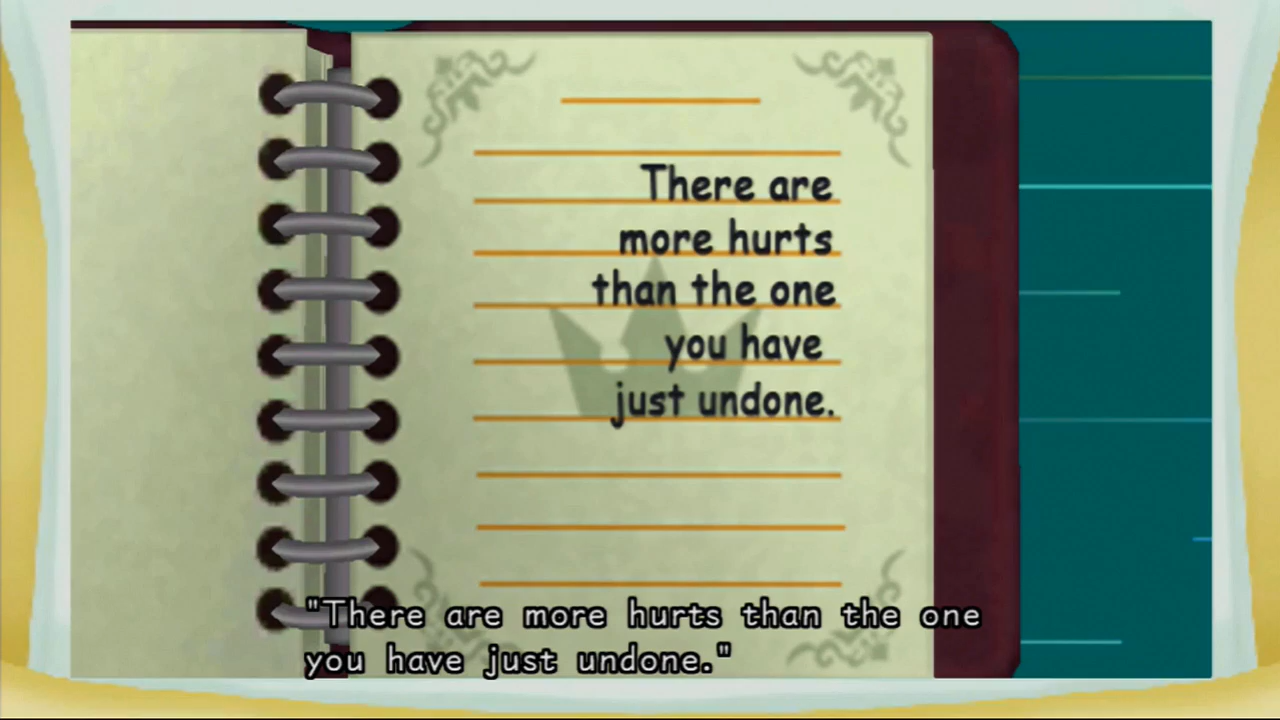 There are
more hurts
than the one
you have
just undone.
"There are more hurts than the one
you have just undone."